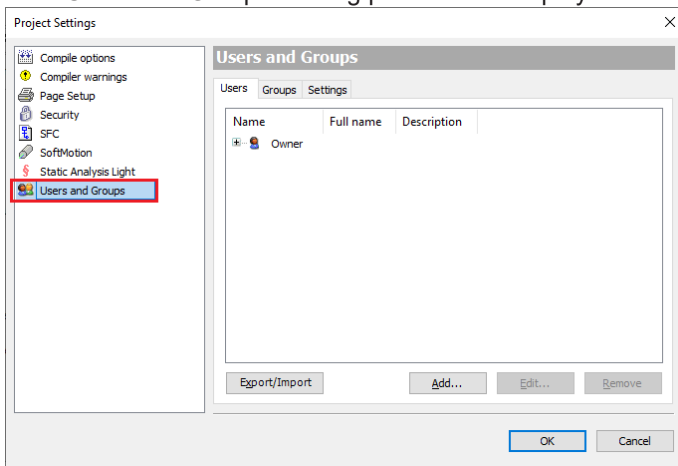 Project Settings
Compile options
Compiler warnings
Page Setup
Security
SFC
SoftMotion
Static Analysis Light
Users and Groups
Users and Groups
Users Groups Settings
Name Full name Description
Owner
Export/Import Add... Edit... Remove
OK Cancel